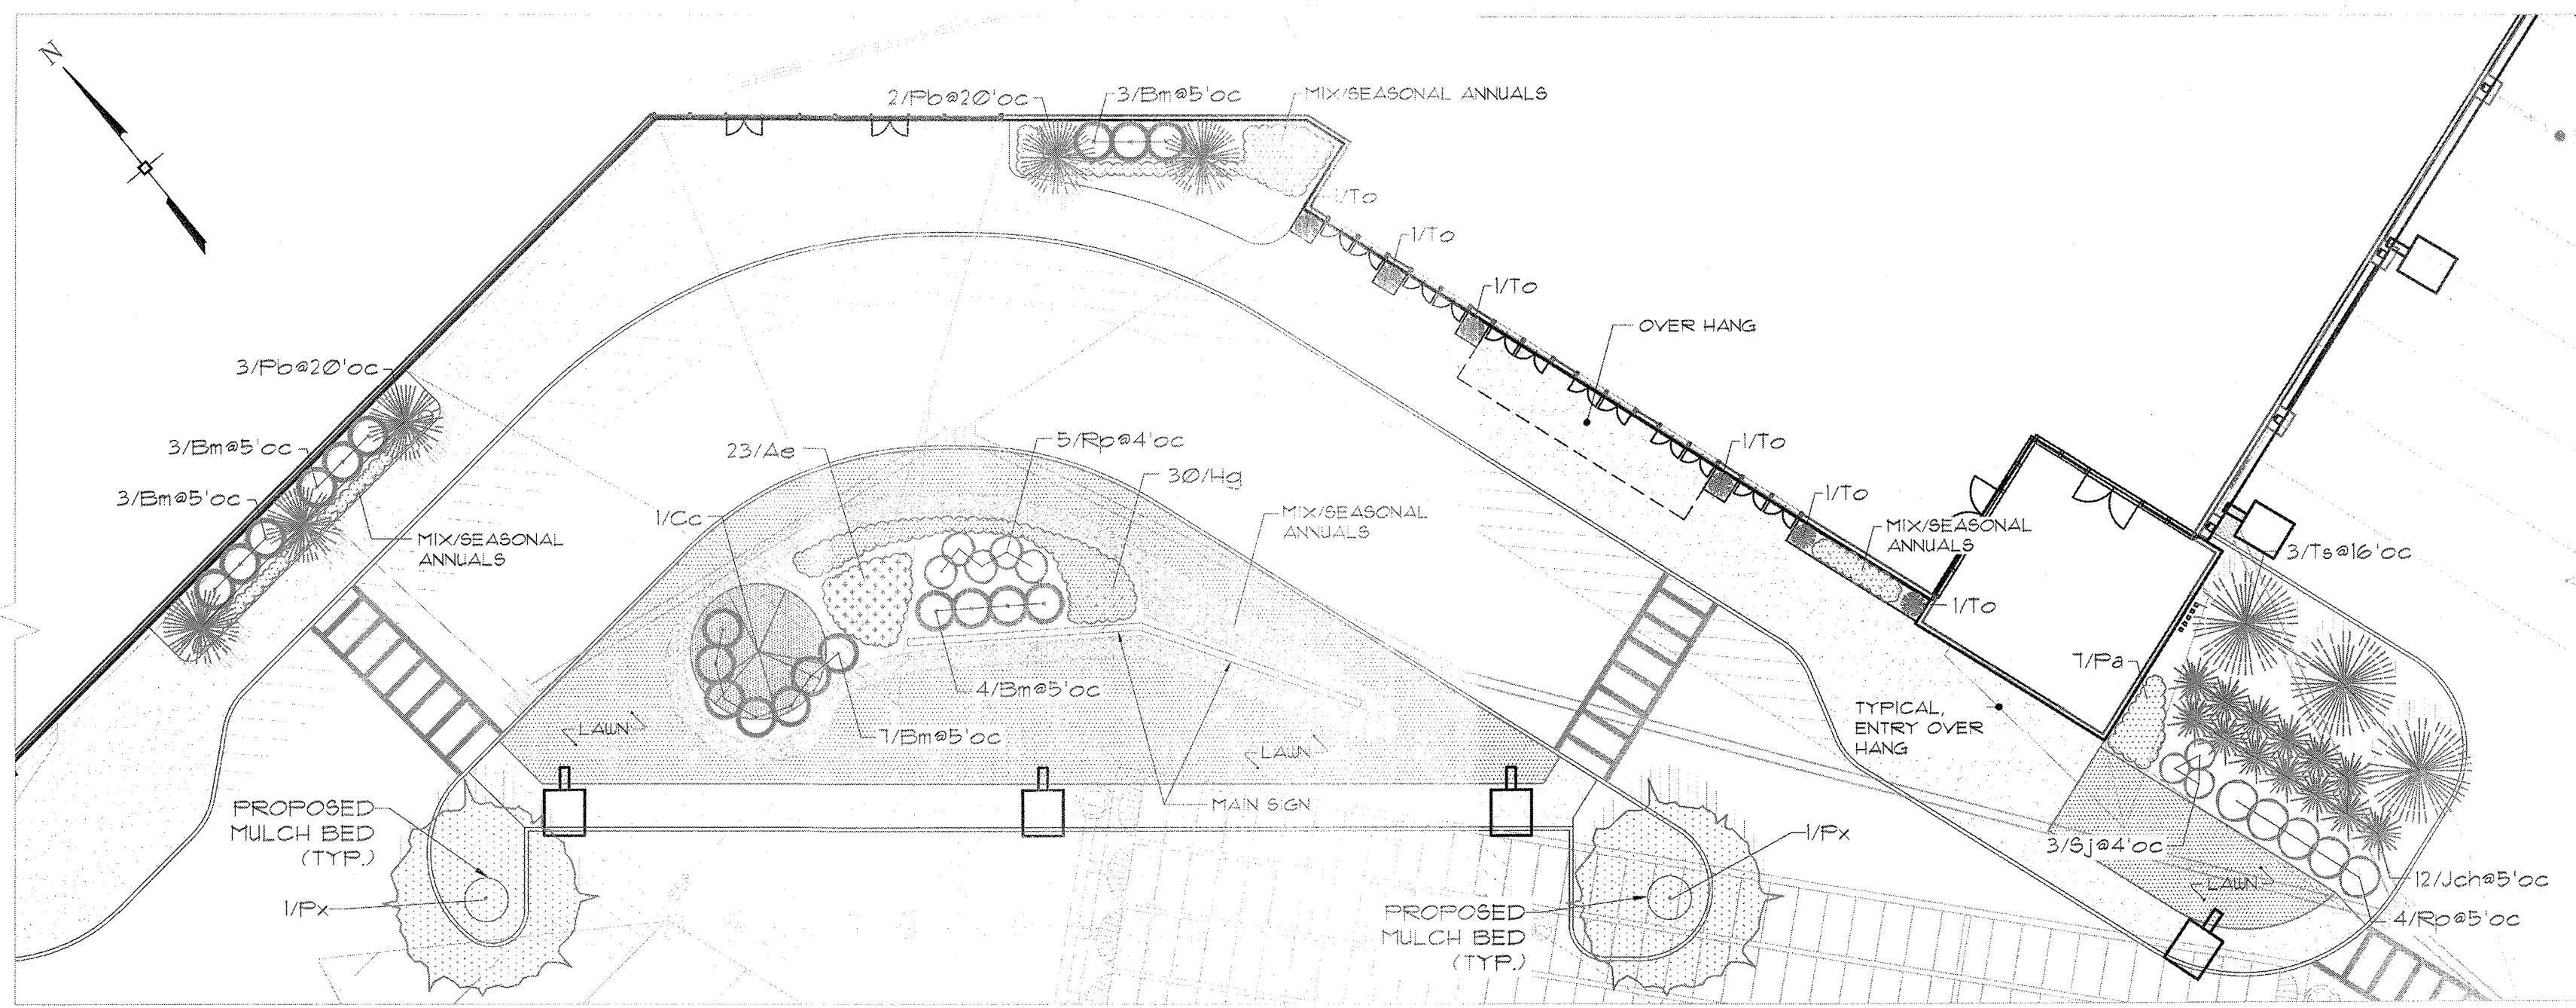 N
2/Pb@20'oc
3/Bm@5'oc
MIX/SEASONAL ANNUALS
1/To
1/To
1/To
OVER HANG
3/Pb@20'oc
3/Bm@5'oc
3/Bm@5'oc
MIX/SEASONAL
ANNUALS
23/Ae
5/Rp@4'oc
30/Hg
1/Cc
MIX/SEASONAL
ANNUALS
1/To
1/To
MIX/SEASONAL
ANNUALS
1/To
3/Ts@16'oc
7/Pa
4/Bm@5'oc
7/Bm@5'oc
LAWN
LAWN
MAIN SIGN
TYPICAL,
ENTRY OVER
HANG
PROPOSED
MULCH BED
(TYP.)
1/Px
1/Px
PROPOSED
MULCH BED
(TYP.)
3/Sj@4'oc
LAWN
12/Jch@5'oc
4/Rp@5'oc